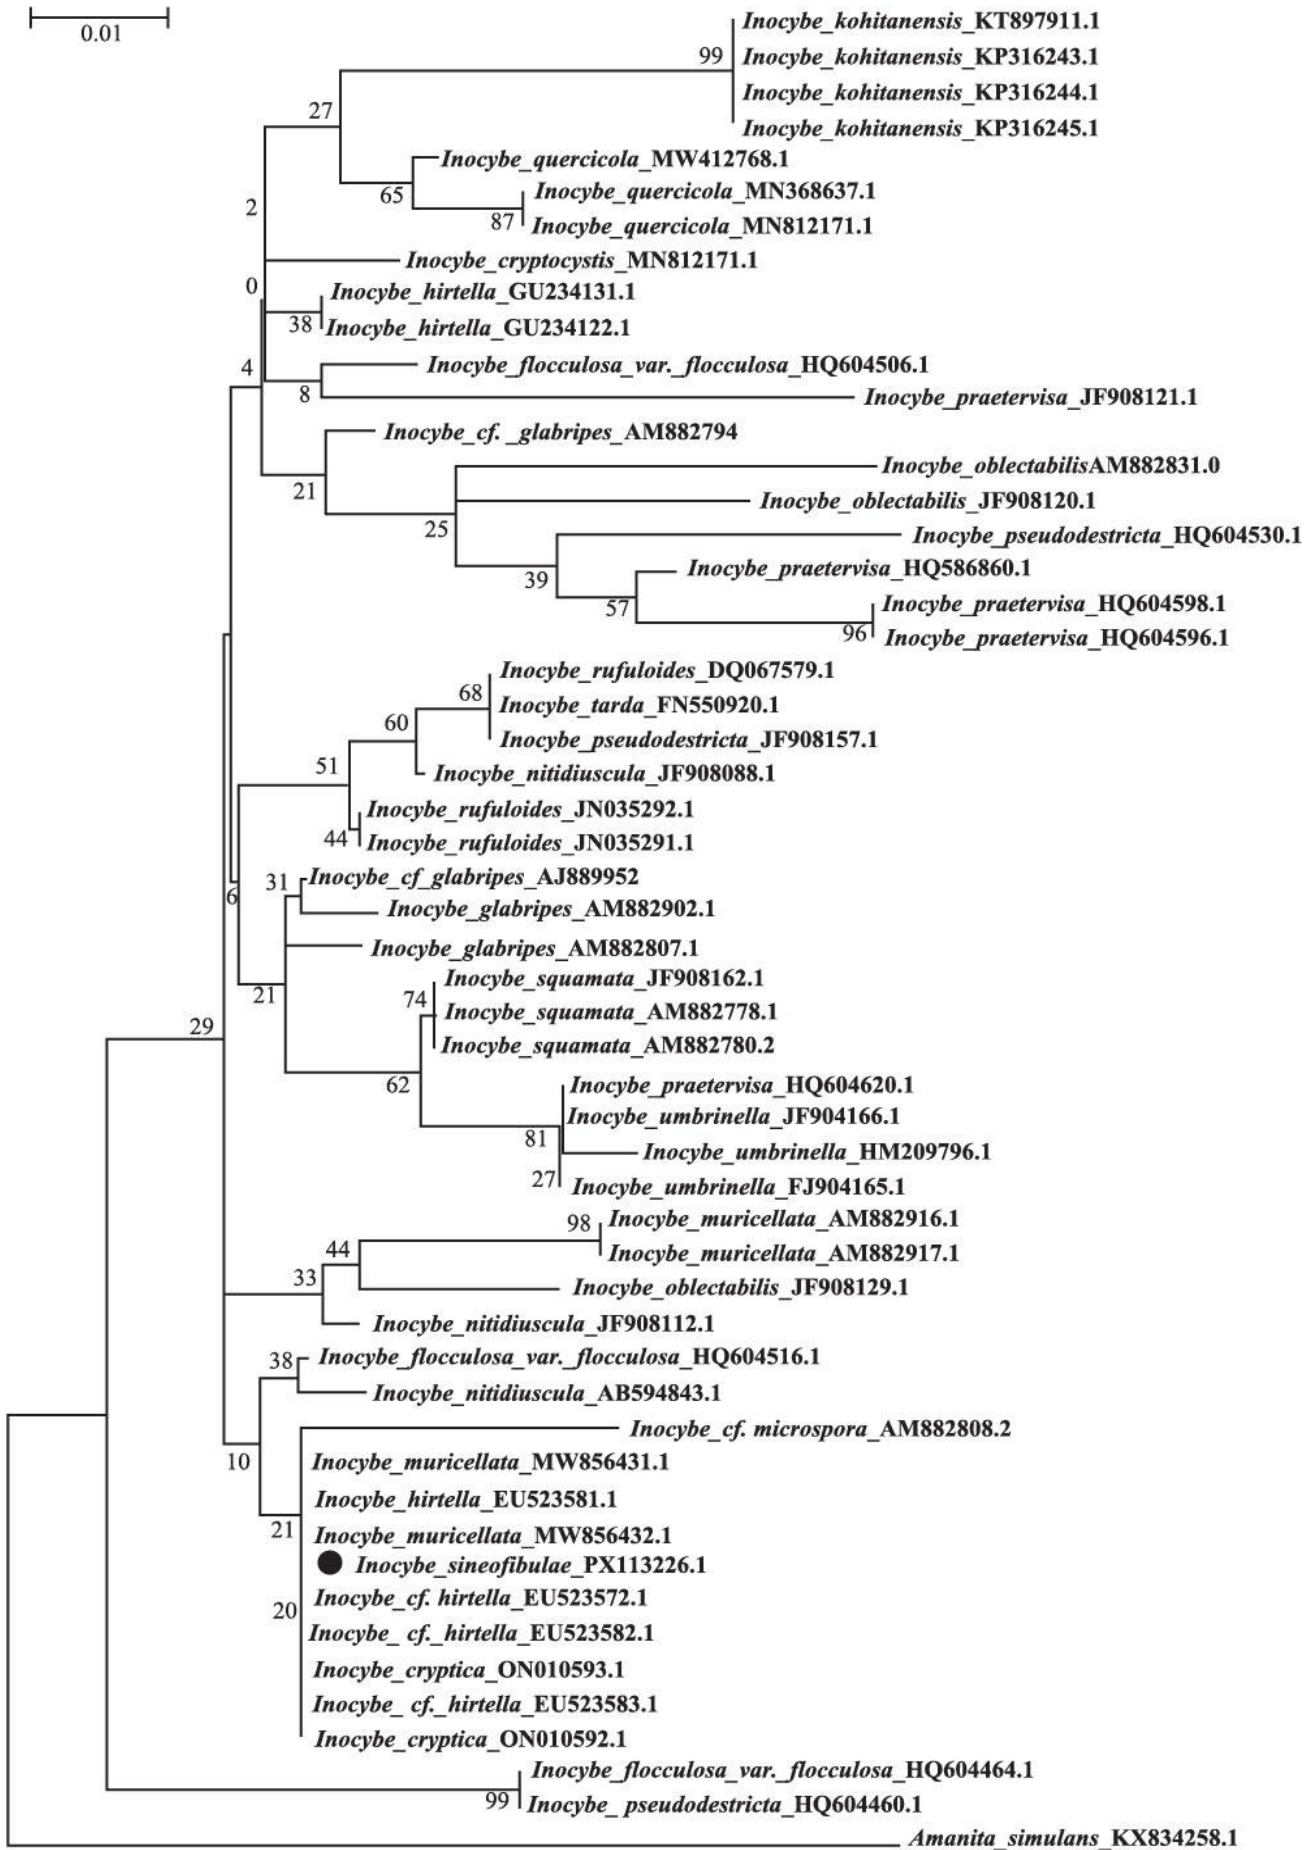 0.01
Inocybe_kohitanensis_KT897911.1
99
Inocybe_kohitanensis_KP316243.1
Inocybe_kohitanensis_KP316244.1
27
Inocybe_kohitanensis_KP316245.1
Inocybe_quercicola_MW412768.1
65
Inocybe_quercicola_MN368637.1
2
87
Inocybe_quercicola_MN812171.1
Inocybe_cryptocystis_MN812171.1
0
Inocybe_hirtella_GU234131.1
38
Inocybe_hirtella_GU234122.1
4
Inocybe_flocculosa_var._flocculosa_HQ604506.1
8
Inocybe_praetervisa_JF908121.1
Inocybe_cf. _glabripes_AM882794
Inocybe_oblectabilisAM882831.0
21
Inocybe_oblectabilis_JF908120.1
25
Inocybe_pseudodestricta_HQ604530.1
39
Inocybe_praetervisa_HQ586860.1
57
Inocybe_praetervisa_HQ604598.1
96
Inocybe_praetervisa_HQ604596.1
Inocybe_rufuloides_DQ067579.1
68
Inocybe_tarda_FN550920.1
60
Inocybe_pseudodestricta_JF908157.1
51
Inocybe_nitidiuscula_JF908088.1
Inocybe_rufuloides_JN035292.1
44
Inocybe_rufuloides_JN035291.1
31
Inocybe_cf_glabripes_AJ889952
6
Inocybe_glabripes_AM882902.1
Inocybe_glabripes_AM882807.1
21
Inocybe_squamata_JF908162.1
74
Inocybe_squamata_AM882778.1
29
Inocybe_squamata_AM882780.2
62
Inocybe_praetervisa_HQ604620.1
Inocybe_umbrinella_JF904166.1
81
Inocybe_umbrinella_HM209796.1
27
Inocybe_umbrinella_FJ904165.1
98
Inocybe_muricellata_AM882916.1
44
Inocybe_muricellata_AM882917.1
33
Inocybe_oblectabilis_JF908129.1
Inocybe_nitidiuscula_JF908112.1
38
Inocybe_flocculosa_var._flocculosa_HQ604516.1
Inocybe_nitidiuscula_AB594843.1
Inocybe_cf. microspora_AM882808.2
10
Inocybe_muricellata_MW856431.1
Inocybe_hirtella_EU523581.1
21
Inocybe_muricellata_MW856432.1
Inocybe_sineofibulae_PX113226.1
Inocybe_cf. hirtella_EU523572.1
20
Inocybe_ cf._hirtella_EU523582.1
Inocybe_cryptica_ON010593.1
Inocybe_ cf._hirtella_EU523583.1
Inocybe_cryptica_ON010592.1
Inocybe_flocculosa_var._flocculosa_HQ604464.1
99
Inocybe_ pseudodestricta_HQ604460.1
Amanita_simulans_KX834258.1